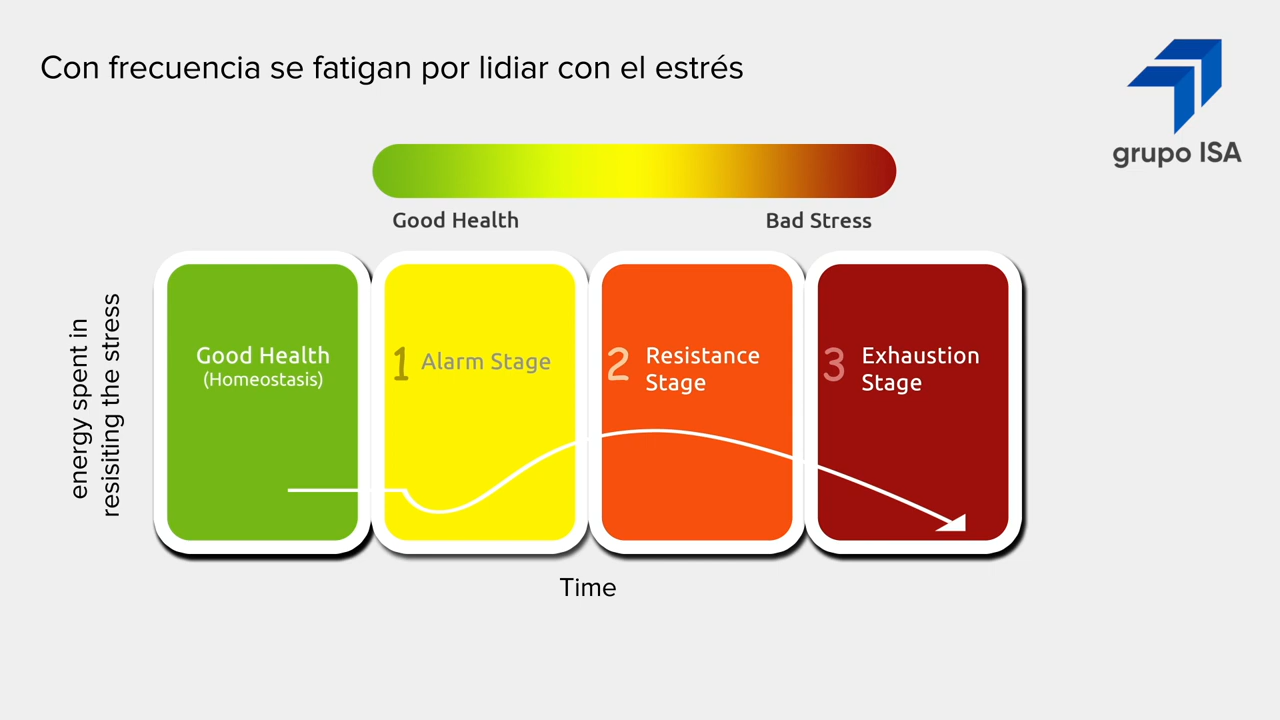 Con frecuencia se fatigan por lidiar con el estrés
grupo ISA
Good Health
Bad Stress
energy spent in
resisiting the stress
Good Health
(Homeostasis)
1 Alarm Stage
2 Resistance
Stage
3 Exhaustion
Stage
Time